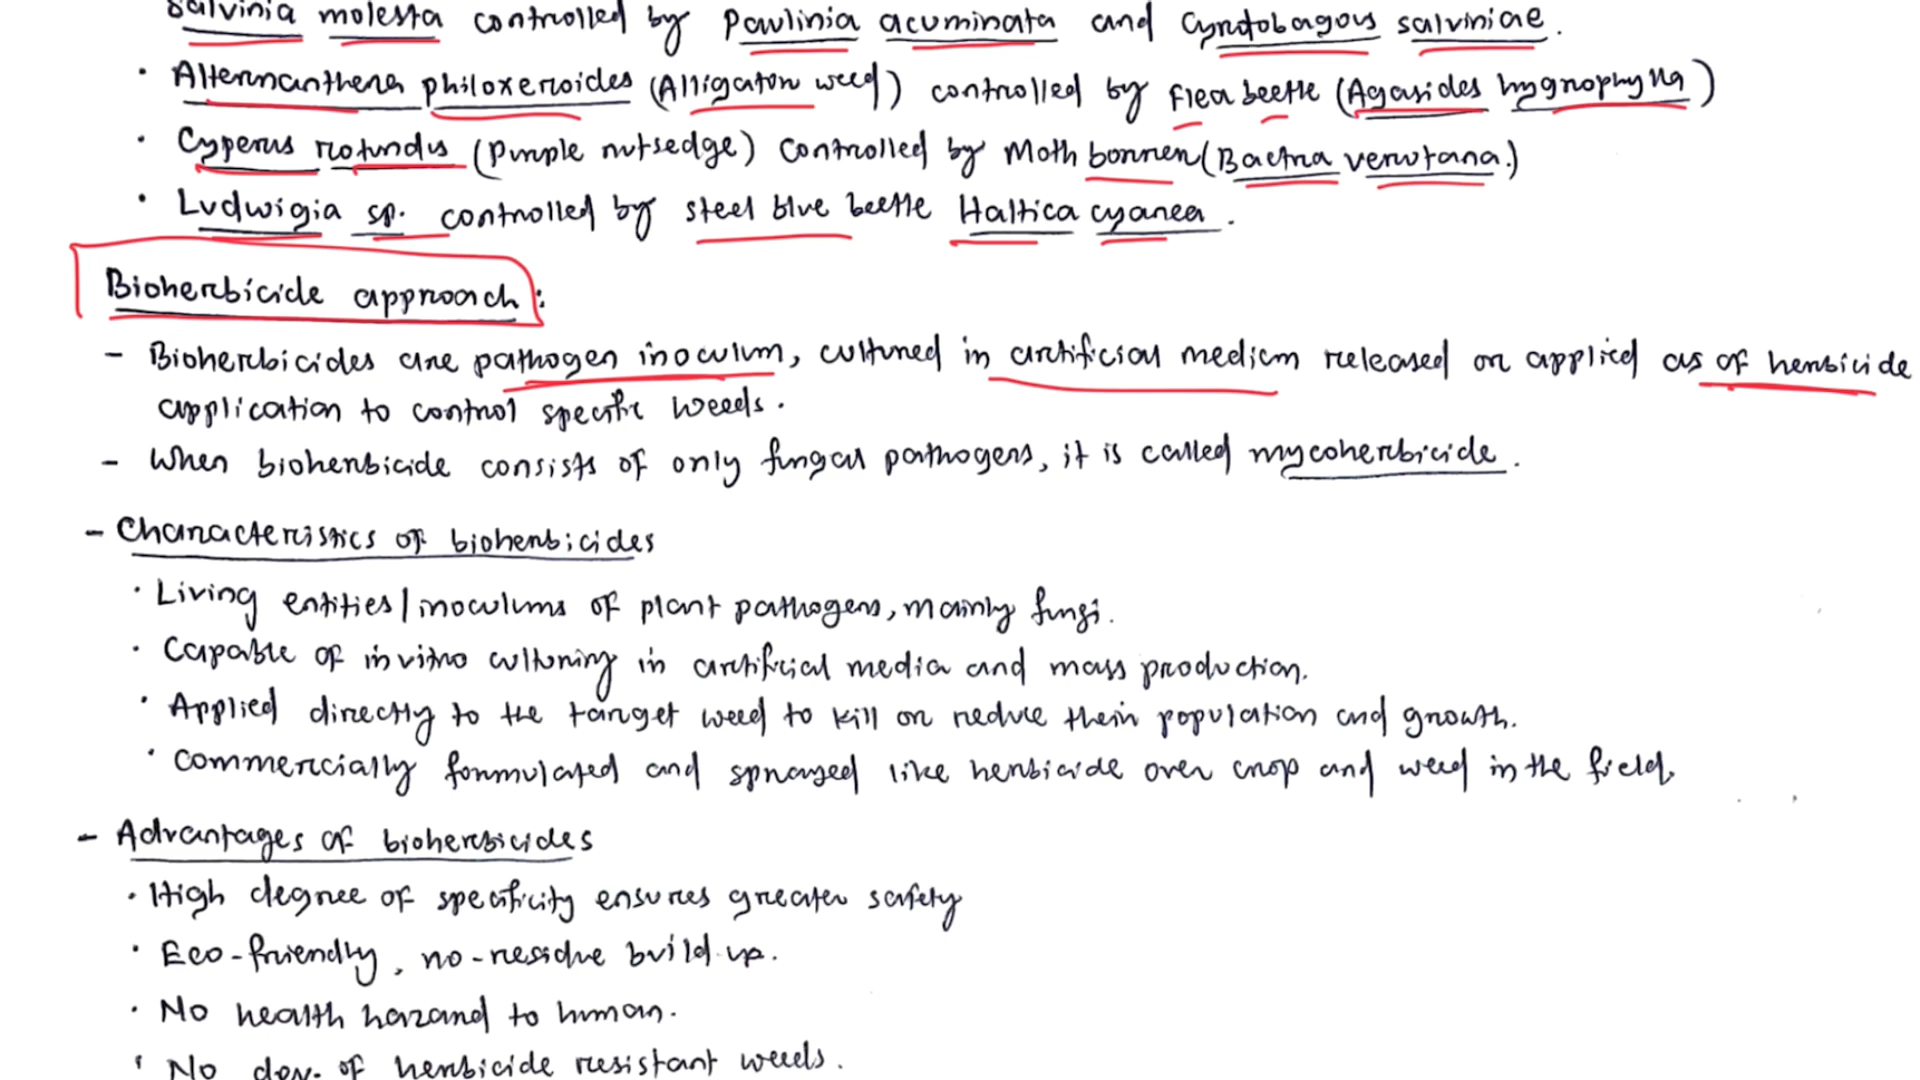 Salvinia molesta controlled by Paulinia acuminata and Cyrtobagous salviniae.
· Alternanthera philoxeroides (Alligator weed) controlled by flea beetle (Agasides hygrophylla)
· Cyperus rotundus (Purple nutsedge) controlled by Moth borrer (Bactra verutana.)
· Ludwigia sp. controlled by steel blue beetle Haltica cyanea.
Bioherbicide approach:
- Bioherbicides are pathogen inoculum, cultured in artificial medium released or applied as of herbicide
application to control specific weeds.
- When bioherbicide consists of only fungal pathogens, it is called mycoherbicide.
- Characteristics of bioherbicides
· Living entities/inoculums of plant pathogens, mainly fungi.
· Capable of invitro culturing in artificial media and mass production.
· Applied directly to the target weed to kill or reduce their population and growth.
· Commercially formulated and sprayed like herbicide over crop and weed in the field.
- Advantages of bioherbicides
· High degree of specificity ensures greater safety
· Eco-friendly, no-residue build up.
· No health hazard to human.
· No dev. of herbicide resistant weeds.